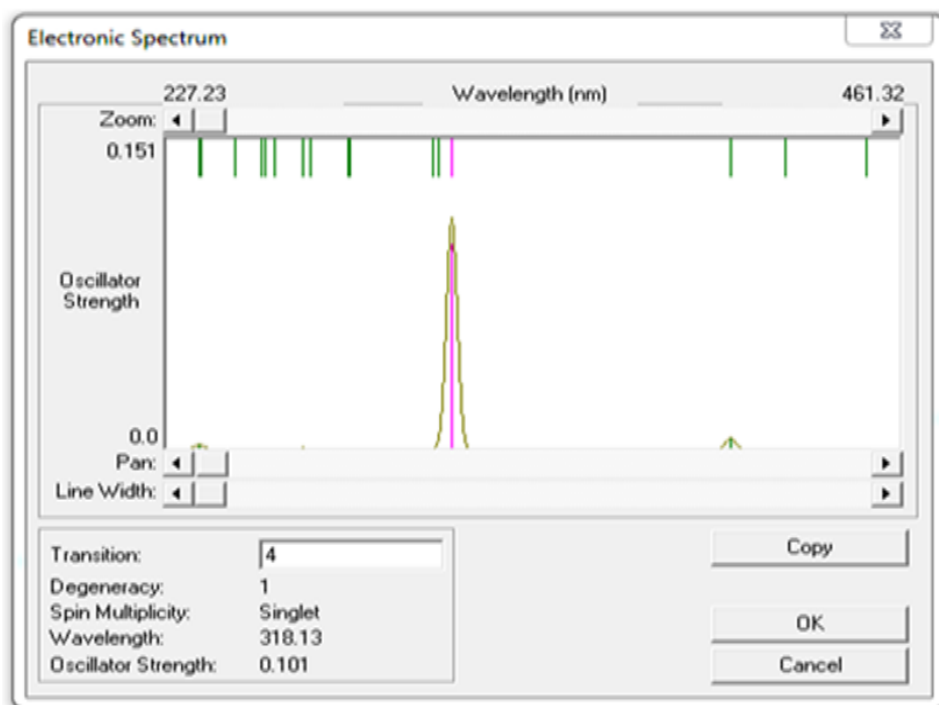 Electronic Spectrum
227.23 Wavelength (nm) 461.32
Zoom:
0.151
Oscillator
Strength
0.0
Pan:
Line Width:
Transition: 4
Degeneracy: 1
Spin Multiplicity: Singlet
Wavelength: 318.13
Oscillator Strength: 0.101
Copy
OK
Cancel